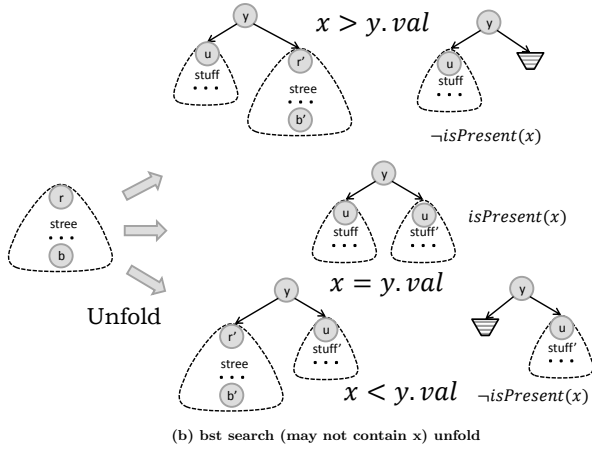 y
x > y.val
y
u
stuff
• • •
r'
stree
• • •
b'
u
stuff
• • •
¬isPresent(x)
r
stree
• • •
b
Unfold
y
u
stuff
• • •
u
stuff'
• • •
isPresent(x)
x = y.val
y
r'
stree
• • •
b'
u
stuff'
• • •
x < y.val
y
u
stuff'
• • •
¬isPresent(x)
(b) bst search (may not contain x) unfold